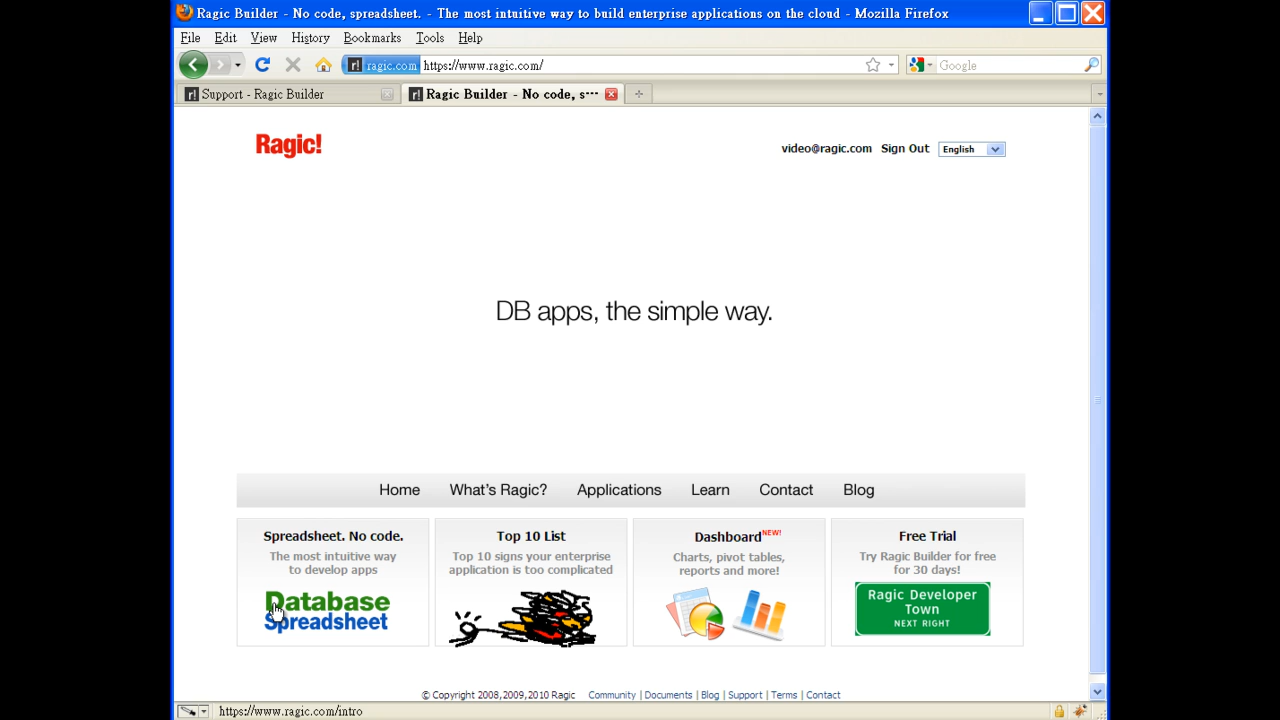 Ragic Builder - No code, spreadsheet. - The most intuitive way to build enterprise applications on the cloud - Mozilla Firefox
File Edit View History Bookmarks Tools Help
r! ragic.com https://www.ragic.com/ Google
r! Support - Ragic Builder r! Ragic Builder - No code, s···
Ragic!
video@ragic.com Sign Out English
DB apps, the simple way.
Home What's Ragic? Applications Learn Contact Blog
Spreadsheet. No code.
The most intuitive way
to develop apps
Database
Spreadsheet
Top 10 List
Top 10 signs your enterprise
application is too complicated
Dashboard NEW!
Charts, pivot tables,
reports and more!
Free Trial
Try Ragic Builder for free
for 30 days!
Ragic Developer
Town
NEXT RIGHT
© Copyright 2008,2009,2010 Ragic Community | Documents | Blog | Support | Terms | Contact
https://www.ragic.com/intro